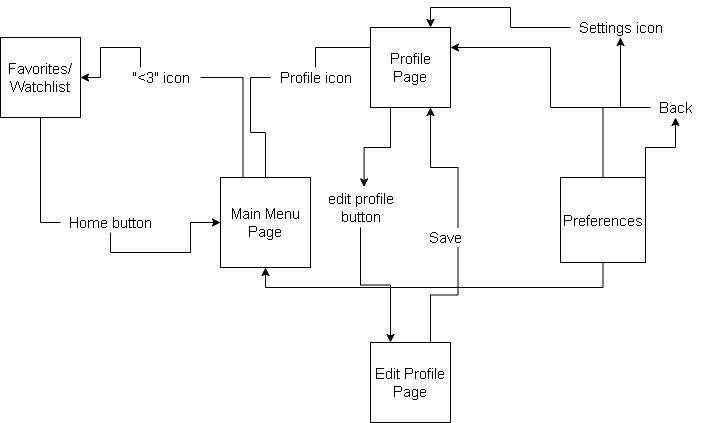 Settings icon
Profile
Page
Favorites/
Watchlist
"<3" icon
Profile icon
Back
edit profile
button
Main Menu
Page
Home button
Preferences
Save
Edit Profile
Page